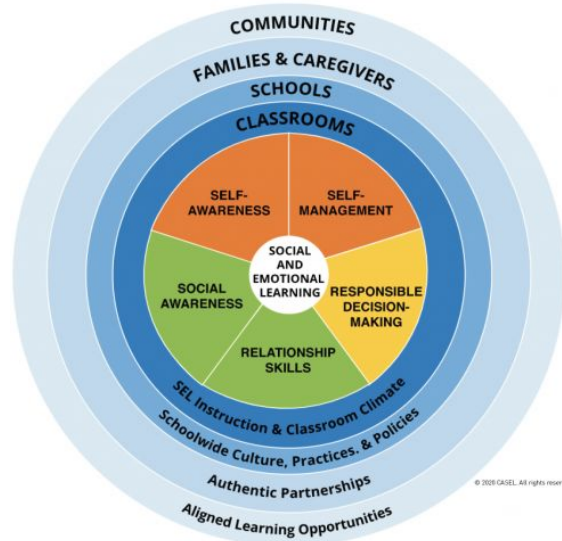 COMMUNITIES
FAMILIES & CAREGIVERS
SCHOOLS
CLASSROOMS
SELF-
AWARENESS
SELF-
MANAGEMENT
SOCIAL
AND
EMOTIONAL
LEARNING
SOCIAL
AWARENESS
RESPONSIBLE
DECISION-
MAKING
RELATIONSHIP
SKILLS
SEL Instruction & Classroom Climate
Schoolwide Culture, Practices. & Policies
Authentic Partnerships
Aligned Learning Opportunities
© 2020 CASEL. All rights rese